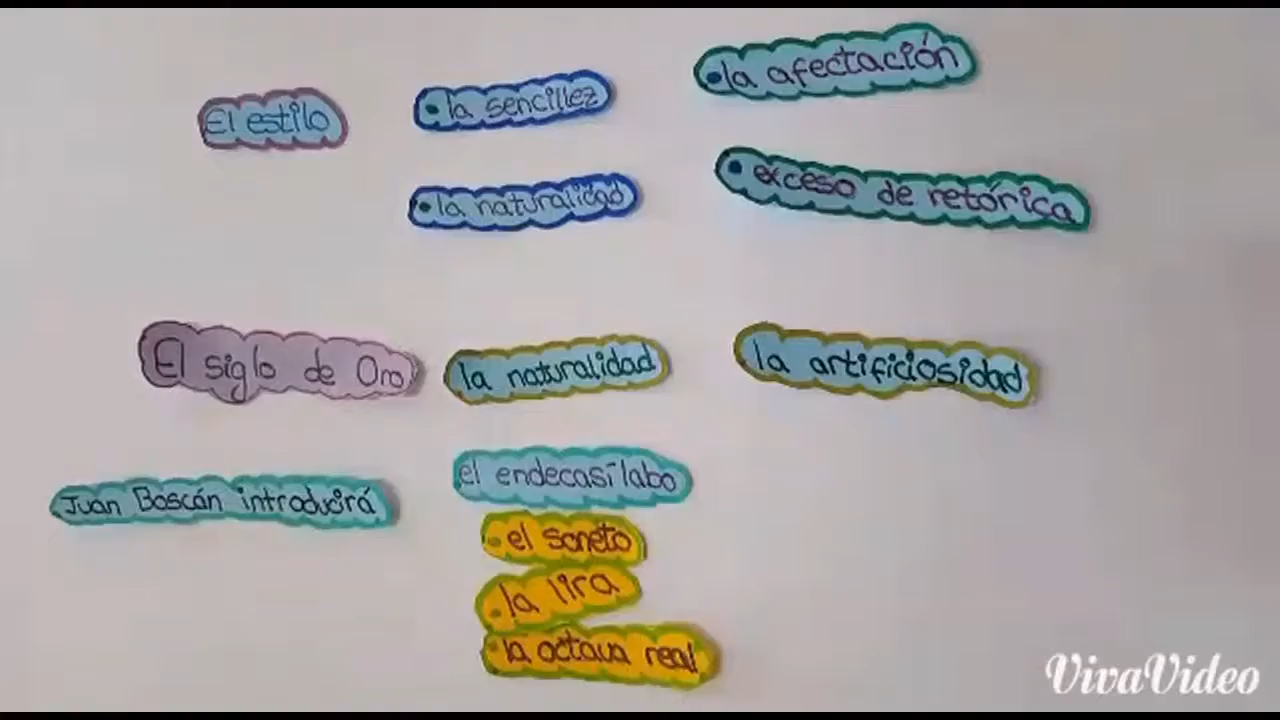 El estilo
• la sencillez
• la naturalidad
• la afectación
• exceso de retórica
El siglo de Oro
la naturalidad
la artificiosidad
Juan Boscán introducirá
el endecasílabo
• el soneto
• la lira
• la octava real
VivaVideo